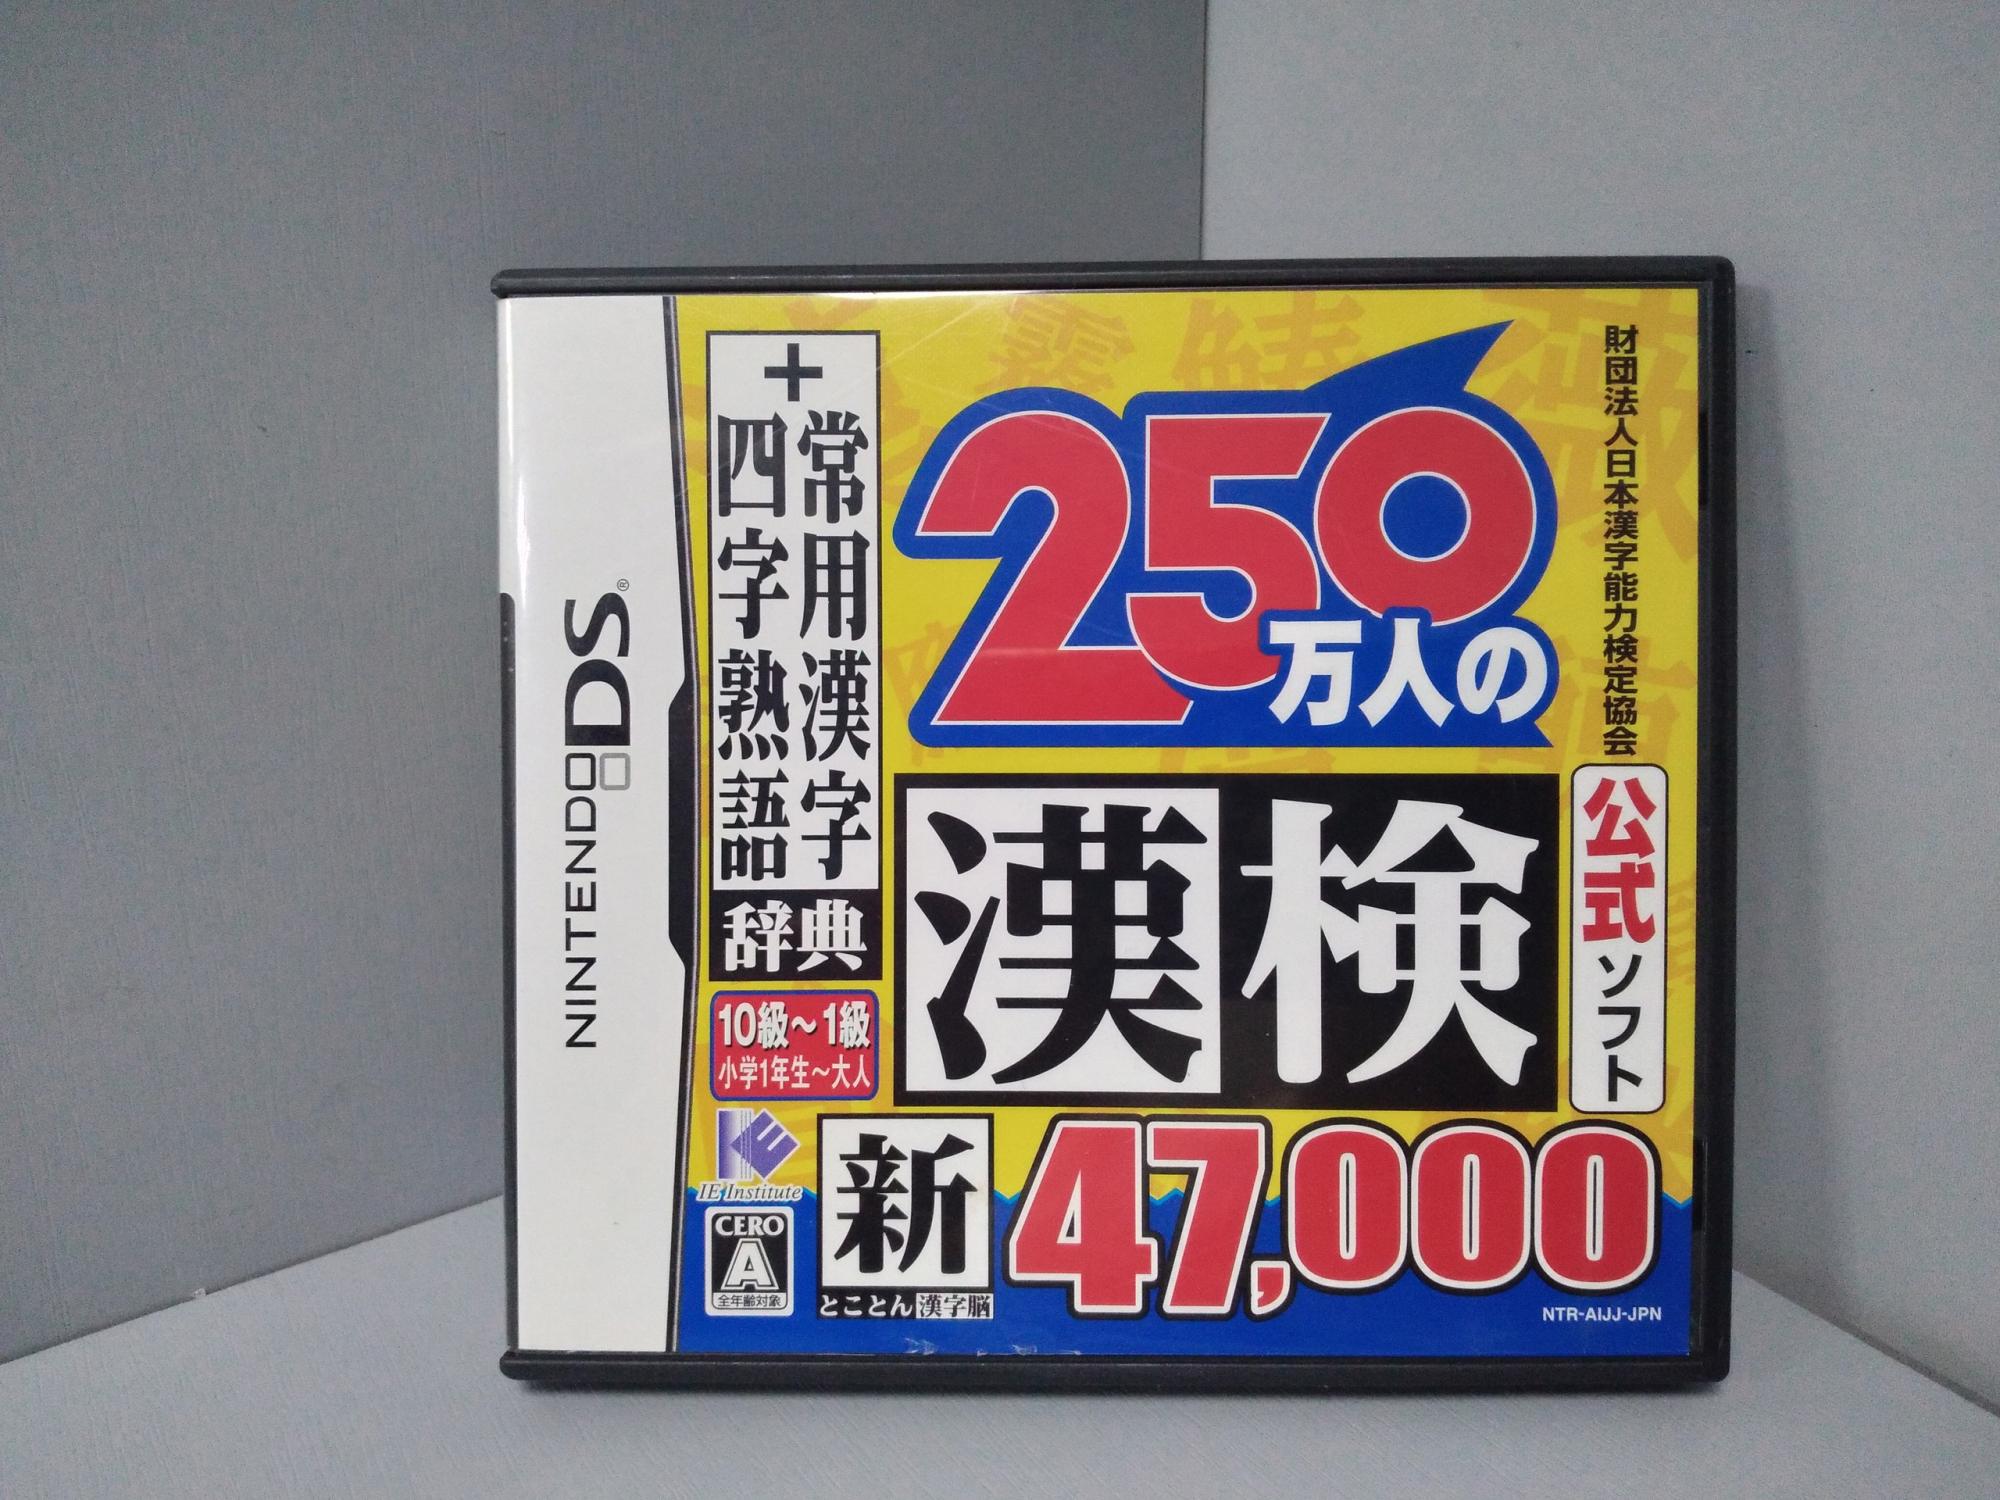 財団法人日本漢字能力検定協会
公式ソフト
250
万人の
漢検
+
常用漢字
四字熟語
辞典
10級～1級
小学1年生～大人
IE Institute
CERO
A
全年齢対象
新
とことん漢字脳
47,000
NTR-AIJJ-JPN
NINTENDO DS®